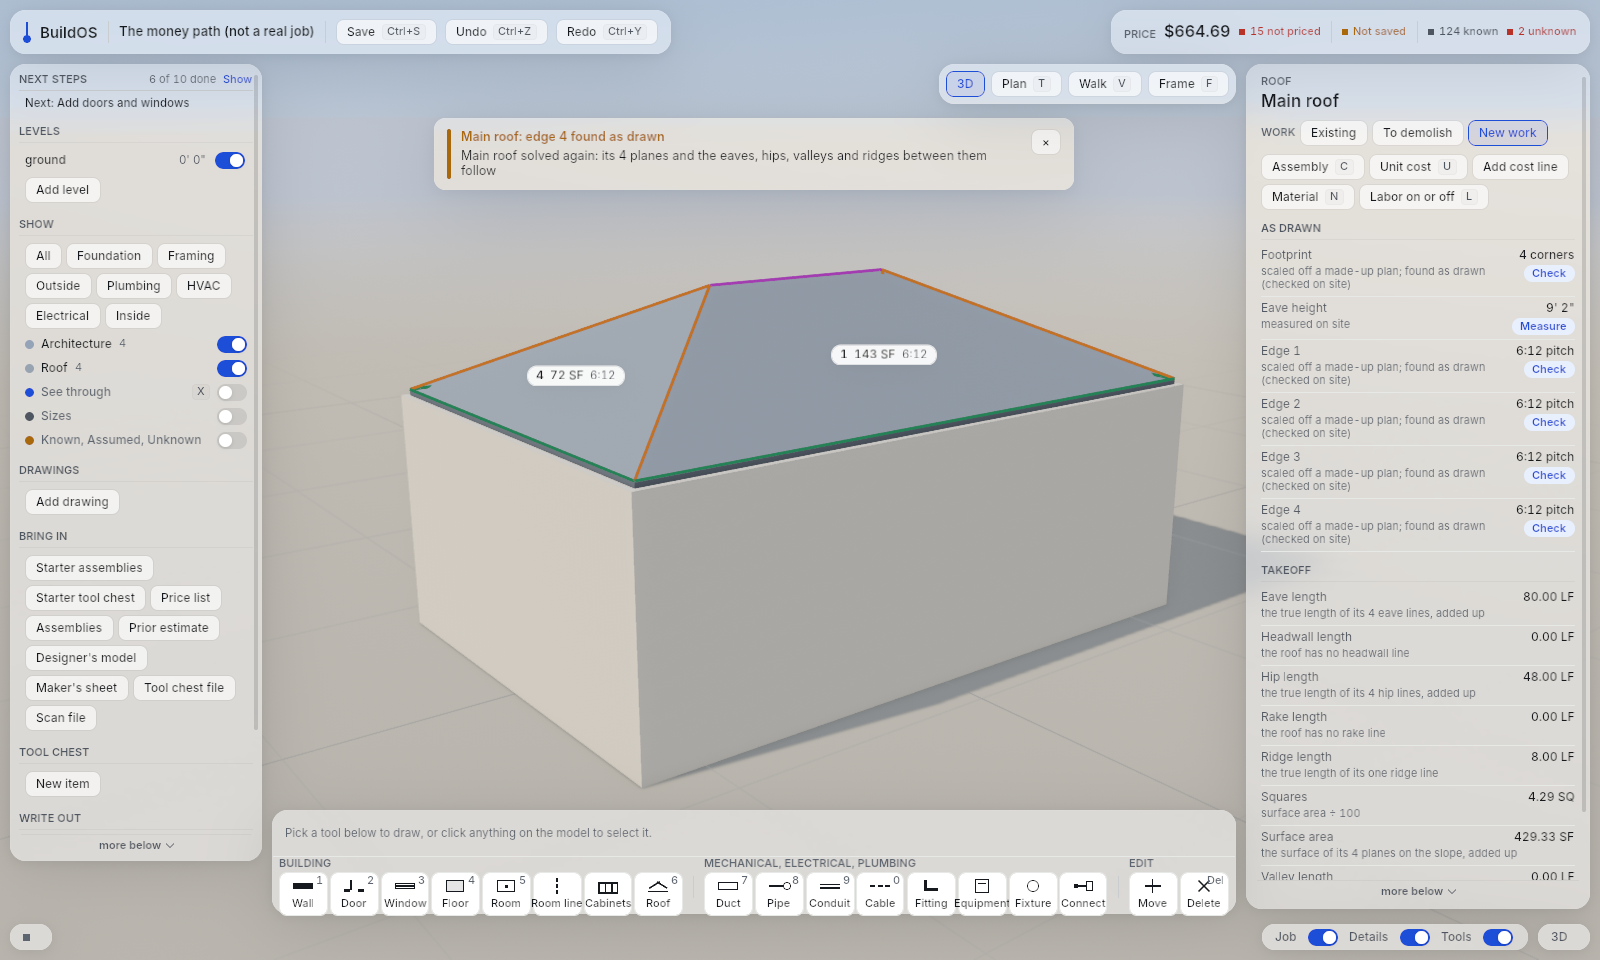 BuildOS
The money path (not a real job)
Save Ctrl+S
Undo Ctrl+Z
Redo Ctrl+Y
PRICE $664.69
15 not priced
Not saved
124 known
2 unknown
NEXT STEPS 6 of 10 done Show
Next: Add doors and windows
LEVELS
ground 0' 0"
Add level
SHOW
All Foundation Framing
Outside Plumbing HVAC
Electrical Inside
Architecture 4
Roof 4
See through X
Sizes
Known, Assumed, Unknown
DRAWINGS
Add drawing
BRING IN
Starter assemblies
Starter tool chest Price list
Assemblies Prior estimate
Designer's model
Maker's sheet Tool chest file
Scan file
TOOL CHEST
New item
WRITE OUT
more below
3D Plan T Walk V Frame F
Main roof: edge 4 found as drawn
Main roof solved again: its 4 planes and the eaves, hips, valleys and ridges between them
follow
×
4 72 SF 6:12
1 143 SF 6:12
Pick a tool below to draw, or click anything on the model to select it.
BUILDING
1 2 3 4 5 6
Wall Door Window Floor Room Room line Cabinets Roof
MECHANICAL, ELECTRICAL, PLUMBING
7 8 9 0
Duct Pipe Conduit Cable Fitting Equipment Fixture Connect
EDIT
Del
Move Delete
ROOF
Main roof
WORK Existing To demolish New work
Assembly C Unit cost U Add cost line
Material N Labor on or off L
AS DRAWN
Footprint 4 corners
scaled off a made-up plan; found as drawn
(checked on site) Check
Eave height 9' 2"
measured on site Measure
Edge 1 6:12 pitch
scaled off a made-up plan; found as drawn
(checked on site) Check
Edge 2 6:12 pitch
scaled off a made-up plan; found as drawn
(checked on site) Check
Edge 3 6:12 pitch
scaled off a made-up plan; found as drawn
(checked on site) Check
Edge 4 6:12 pitch
scaled off a made-up plan; found as drawn
(checked on site) Check
TAKEOFF
Eave length 80.00 LF
the true length of its 4 eave lines, added up
Headwall length 0.00 LF
the roof has no headwall line
Hip length 48.00 LF
the true length of its 4 hip lines, added up
Rake length 0.00 LF
the roof has no rake line
Ridge length 8.00 LF
the true length of its one ridge line
Squares 4.29 SQ
surface area ÷ 100
Surface area 429.33 SF
the surface of its 4 planes on the slope, added up
Valley length 0.00 LF
more below
Job Details Tools 3D